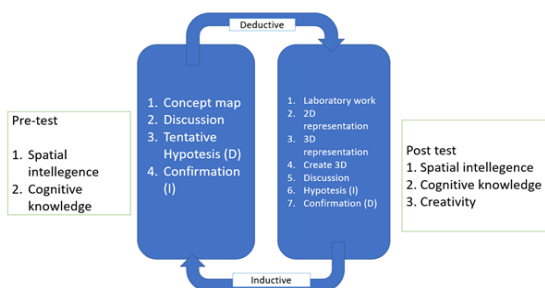 Deductive
Pre-test
1. Spatial
intellegence
2. Cognitive
knowledge
1. Concept map
2. Discussion
3. Tentative
Hypotesis (D)
4. Confirmation
(I)
1. Laboratory work
2. 2D
representation
3. 3D
representation
4. Create 3D
5. Discussion
6. Hypotesis (I)
7. Confirmation (D)
Post test
1. Spatial intellegence
2. Cognitive knowledge
3. Creativity
Inductive